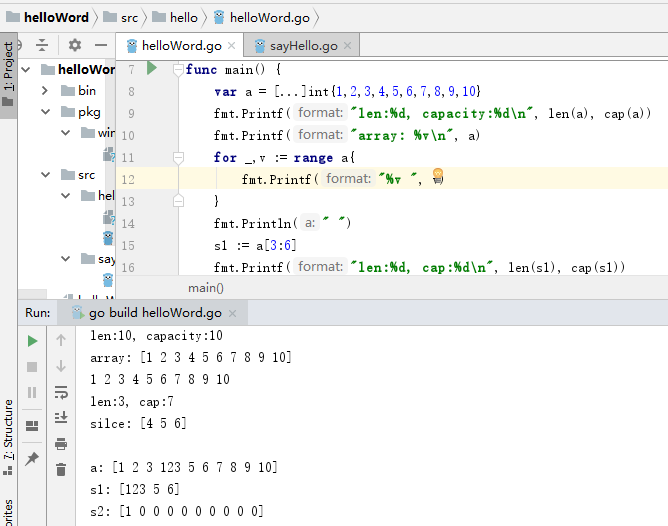 helloWord src hello helloWord.go
1: Project
helloWord.go × sayHello.go ×
helloWor
bin
pkg
win
src
hel
say
7 func main() {
8 var a = [...]int{1,2,3,4,5,6,7,8,9,10}
9 fmt.Printf( format: "len:%d, capacity:%d\n", len(a), cap(a))
10 fmt.Printf( format: "array: %v\n", a)
11 for _,v := range a{
12 fmt.Printf( format: "%v ",
13 }
14 fmt.Println( a: " ")
15 s1 := a[3:6]
16 fmt.Printf( format: "len:%d, cap:%d\n", len(s1), cap(s1))
main()
Run: go build helloWord.go ×
len:10, capacity:10
array: [1 2 3 4 5 6 7 8 9 10]
1 2 3 4 5 6 7 8 9 10
len:3, cap:7
silce: [4 5 6]
a: [1 2 3 123 5 6 7 8 9 10]
s1: [123 5 6]
s2: [1 0 0 0 0 0 0 0 0 0]
7: Structure